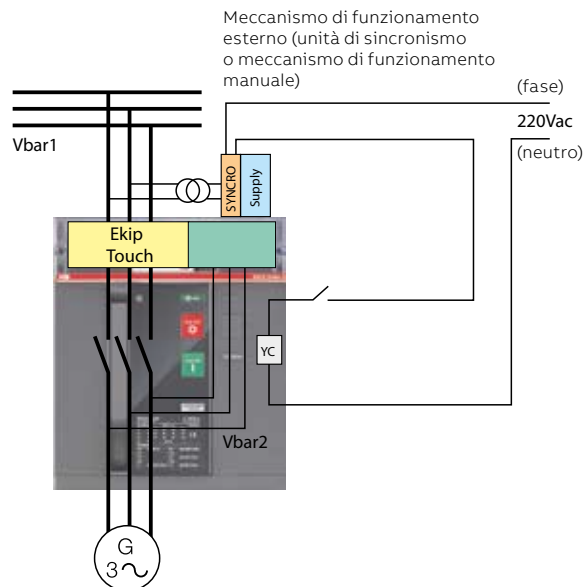 Meccanismo di funzionamento
esterno (unità di sincronismo
o meccanismo di funzionamento
manuale)
(fase)
220Vac
(neutro)
Vbar1
SYNCRO
Supply
Ekip
Touch
YC
Vbar2
G
3~